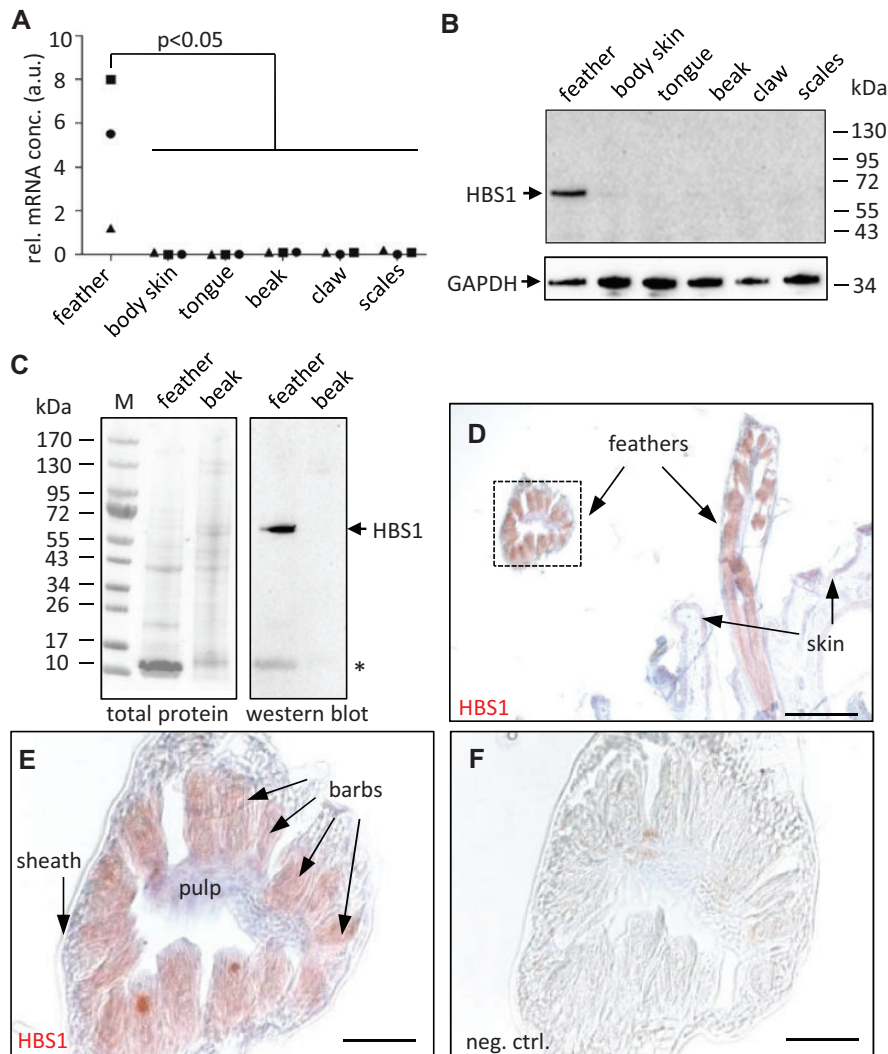 A
p<0.05
rel. mRNA conc. (a.u.)
10
8
6
4
2
0
feather
body skin
tongue
beak
claw
scales
B
feather
body skin
tongue
beak
claw
scales
kDa
130
95
72
55
43
34
HBS1
GAPDH
C
kDa
M
feather
beak
feather
beak
170
130
95
72
55
43
34
26
17
10
HBS1
*
total protein
western blot
D
feathers
skin
HBS1
E
barbs
sheath
pulp
HBS1
F
neg. ctrl.